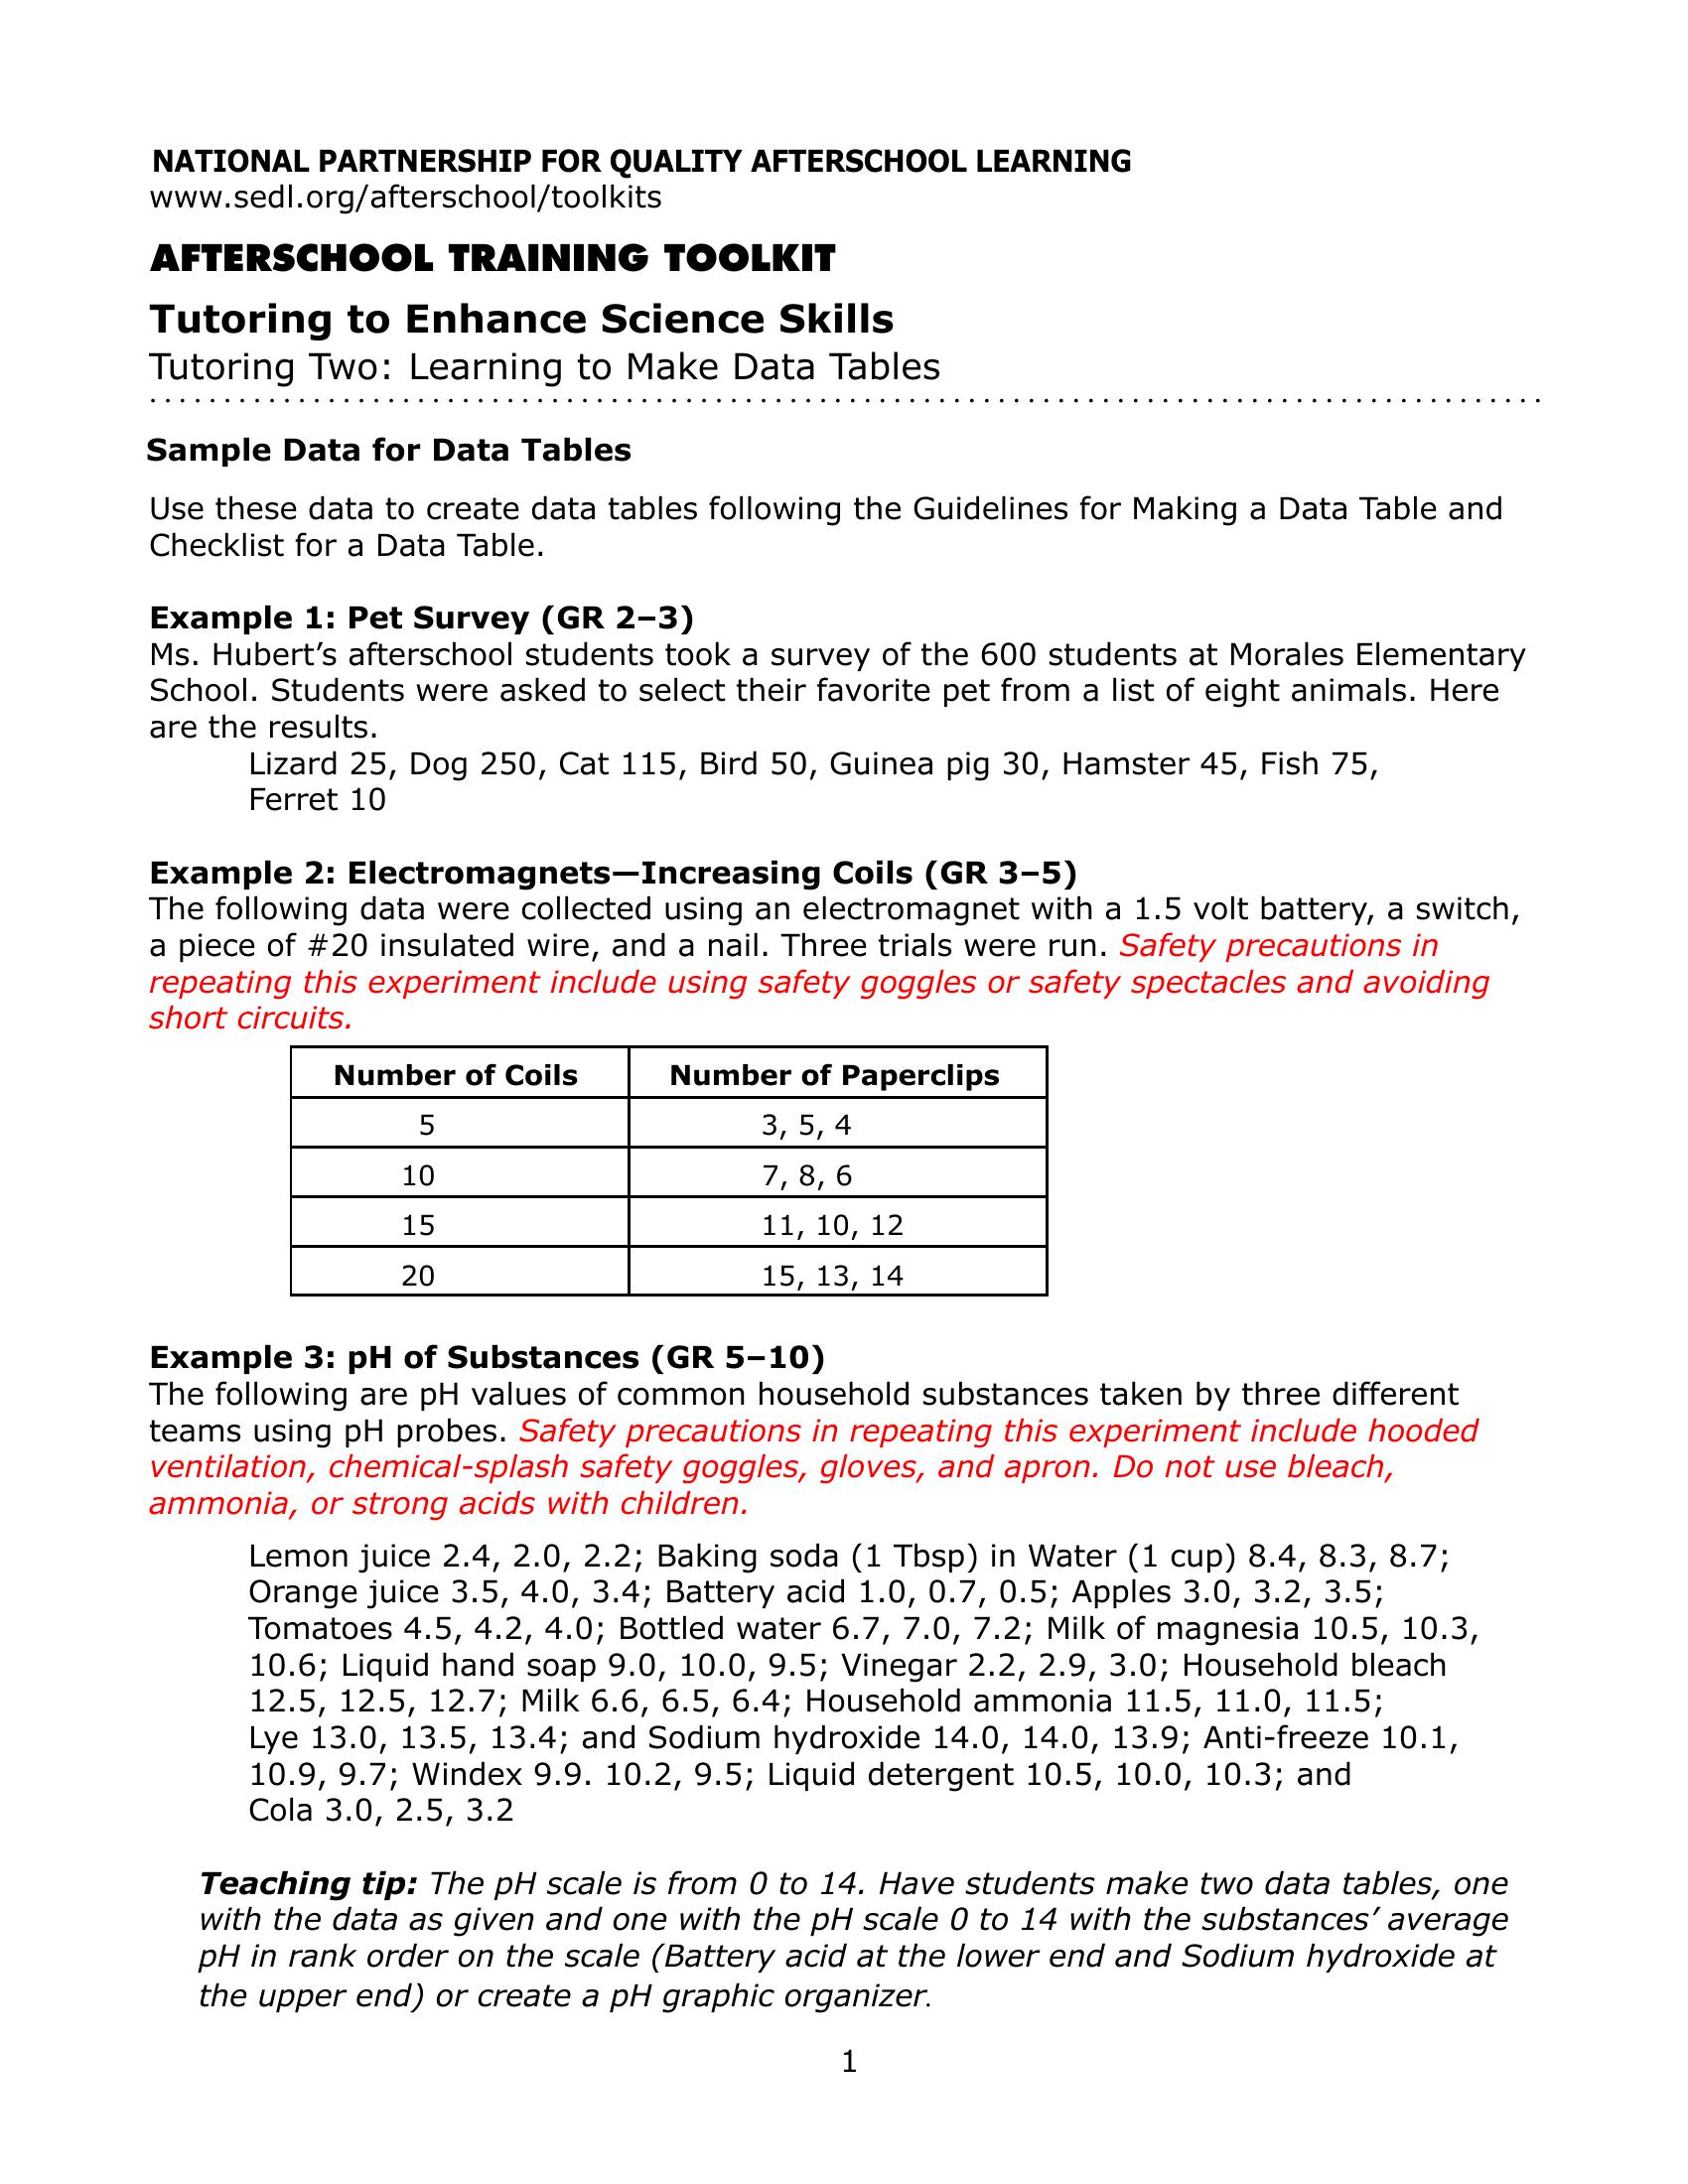 NATIONAL PARTNERSHIP FOR QUALITY AFTERSCHOOL LEARNING
www.sedl.org/afterschool/toolkits
AFTERSCHOOL TRAINING TOOLKIT
Tutoring to Enhance Science Skills
Tutoring Two: Learning to Make Data Tables
Sample Data for Data Tables
Use these data to create data tables following the Guidelines for Making a Data Table and
Checklist for a Data Table.
Example 1: Pet Survey (GR 2–3)
Ms. Hubert’s afterschool students took a survey of the 600 students at Morales Elementary
School. Students were asked to select their favorite pet from a list of eight animals. Here
are the results.
Lizard 25, Dog 250, Cat 115, Bird 50, Guinea pig 30, Hamster 45, Fish 75,
Ferret 10
Example 2: Electromagnets—Increasing Coils (GR 3–5)
The following data were collected using an electromagnet with a 1.5 volt battery, a switch,
a piece of #20 insulated wire, and a nail. Three trials were run. Safety precautions in
repeating this experiment include using safety goggles or safety spectacles and avoiding
short circuits.
Number of Coils Number of Paperclips
5 3, 5, 4
10 7, 8, 6
15 11, 10, 12
20 15, 13, 14
Example 3: pH of Substances (GR 5–10)
The following are pH values of common household substances taken by three different
teams using pH probes. Safety precautions in repeating this experiment include hooded
ventilation, chemical-splash safety goggles, gloves, and apron. Do not use bleach,
ammonia, or strong acids with children.
Lemon juice 2.4, 2.0, 2.2; Baking soda (1 Tbsp) in Water (1 cup) 8.4, 8.3, 8.7;
Orange juice 3.5, 4.0, 3.4; Battery acid 1.0, 0.7, 0.5; Apples 3.0, 3.2, 3.5;
Tomatoes 4.5, 4.2, 4.0; Bottled water 6.7, 7.0, 7.2; Milk of magnesia 10.5, 10.3,
10.6; Liquid hand soap 9.0, 10.0, 9.5; Vinegar 2.2, 2.9, 3.0; Household bleach
12.5, 12.5, 12.7; Milk 6.6, 6.5, 6.4; Household ammonia 11.5, 11.0, 11.5;
Lye 13.0, 13.5, 13.4; and Sodium hydroxide 14.0, 14.0, 13.9; Anti-freeze 10.1,
10.9, 9.7; Windex 9.9. 10.2, 9.5; Liquid detergent 10.5, 10.0, 10.3; and
Cola 3.0, 2.5, 3.2
Teaching tip: The pH scale is from 0 to 14. Have students make two data tables, one
with the data as given and one with the pH scale 0 to 14 with the substances’ average
pH in rank order on the scale (Battery acid at the lower end and Sodium hydroxide at
the upper end) or create a pH graphic organizer.
1